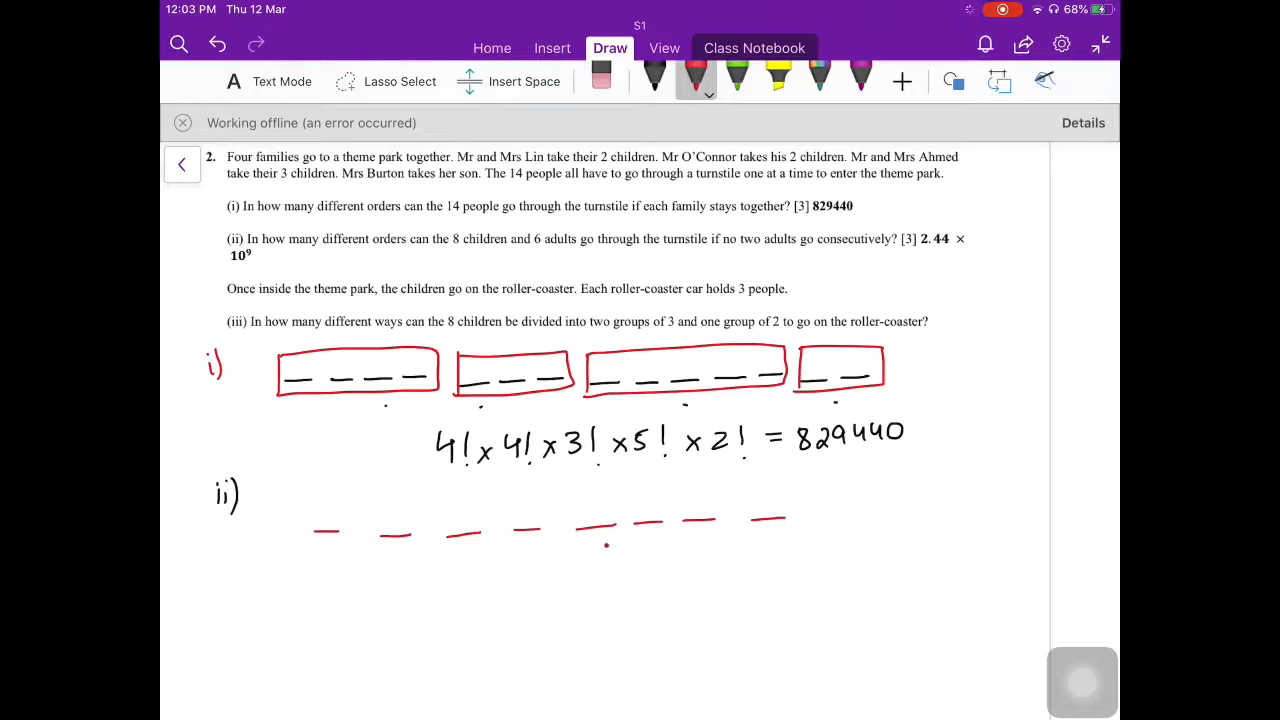 12:03 PM Thu 12 Mar
68%
S1
Home Insert Draw View Class Notebook
A Text Mode Lasso Select Insert Space
Working offline (an error occurred) Details
2. Four families go to a theme park together. Mr and Mrs Lin take their 2 children. Mr O'Connor takes his 2 children. Mr and Mrs Ahmed
take their 3 children. Mrs Burton takes her son. The 14 people all have to go through a turnstile one at a time to enter the theme park.
(i) In how many different orders can the 14 people go through the turnstile if each family stays together? [3] 829440
(ii) In how many different orders can the 8 children and 6 adults go through the turnstile if no two adults go consecutively? [3] 2.44 ×
10⁹
Once inside the theme park, the children go on the roller-coaster. Each roller-coaster car holds 3 people.
(iii) In how many different ways can the 8 children be divided into two groups of 3 and one group of 2 to go on the roller-coaster?
i)
4! × 4! × 3! × 5! × 2! = 829440
ii)